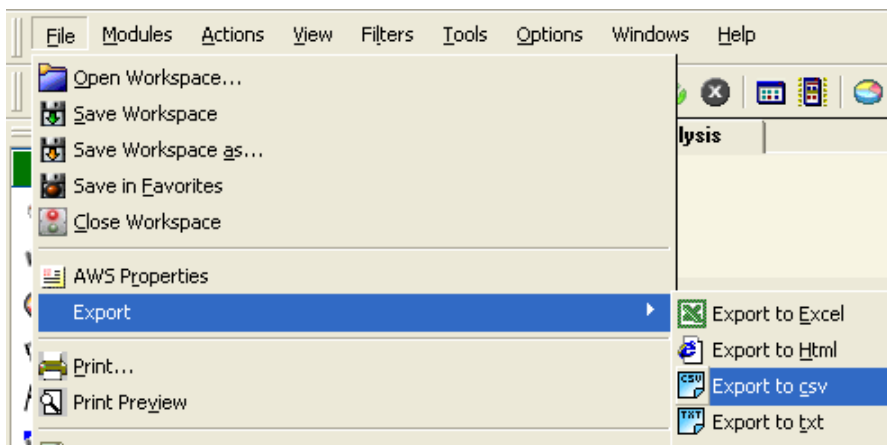 File Modules Actions View Filters Tools Options Windows Help
Open Workspace...
Save Workspace
lysis
Save Workspace as...
Save in Favorites
Close Workspace
AWS Properties
Export
Export to Excel
Export to Html
Print...
CSV Export to csv
Print Preview
TXT Export to txt